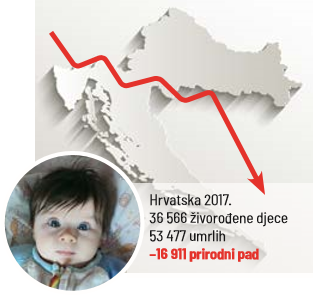 Hrvatska 2017.
36 566 živorođene djece
53 477 umrlih
–16 911 prirodni pad